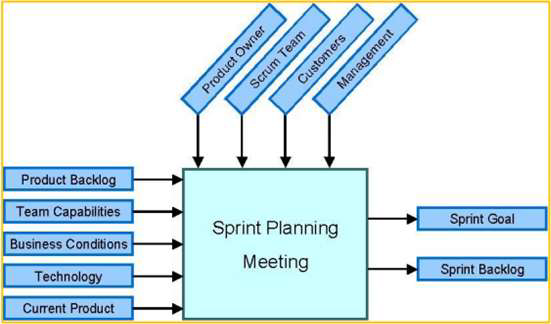 Product Owner
Scrum Team
Customers
Management
Product Backlog
Team Capabilities
Business Conditions
Technology
Current Product
Sprint Planning
Meeting
Sprint Goal
Sprint Backlog